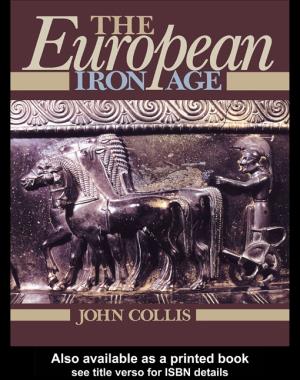 THE
European
IRON AGE
JOHN COLLIS
Also available as a printed book
see title verso for ISBN details